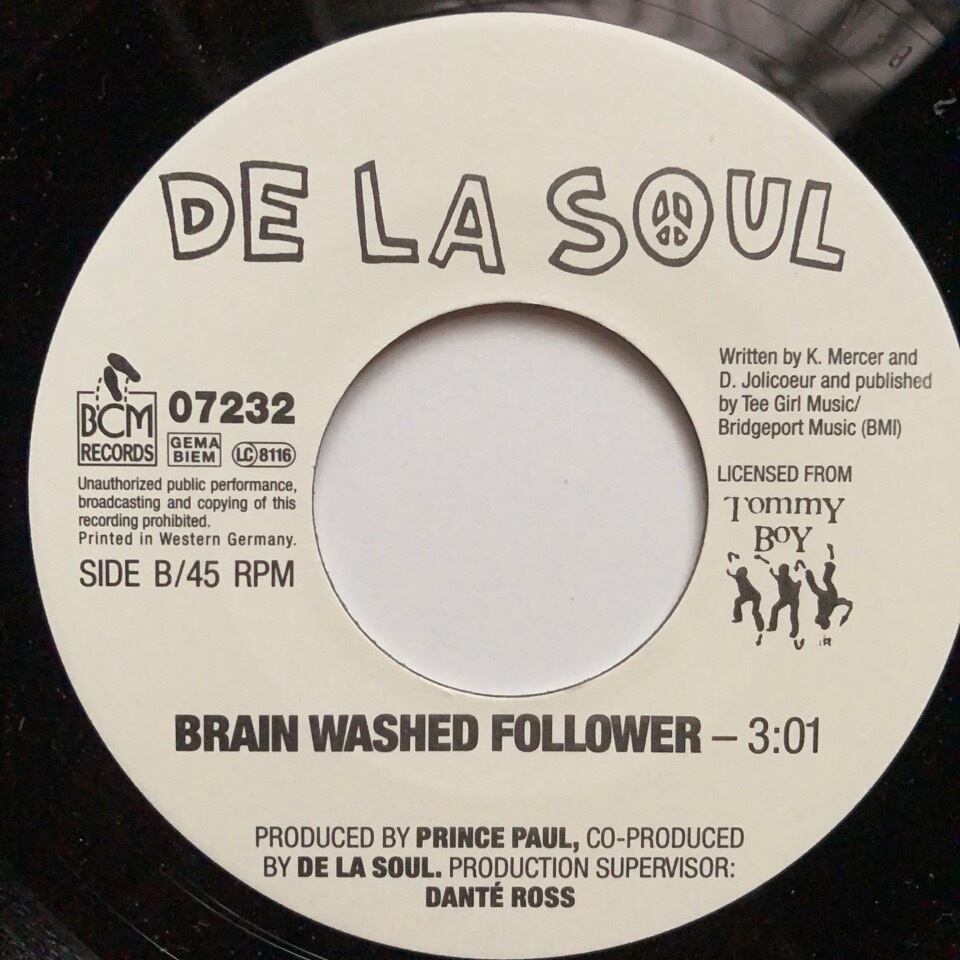 DE LA SOUL
BCM
RECORDS
07232
GEMA
BIEM
LC 8116
Unauthorized public performance,
broadcasting and copying of this
recording prohibited.
Printed in Western Germany.
SIDE B/45 RPM
Written by K. Mercer and
D. Jolicoeur and published
by Tee Girl Music/
Bridgeport Music (BMI)
LICENSED FROM
Tommy
BOY
BRAIN WASHED FOLLOWER – 3:01
PRODUCED BY PRINCE PAUL, CO-PRODUCED
BY DE LA SOUL. PRODUCTION SUPERVISOR:
DANTÉ ROSS